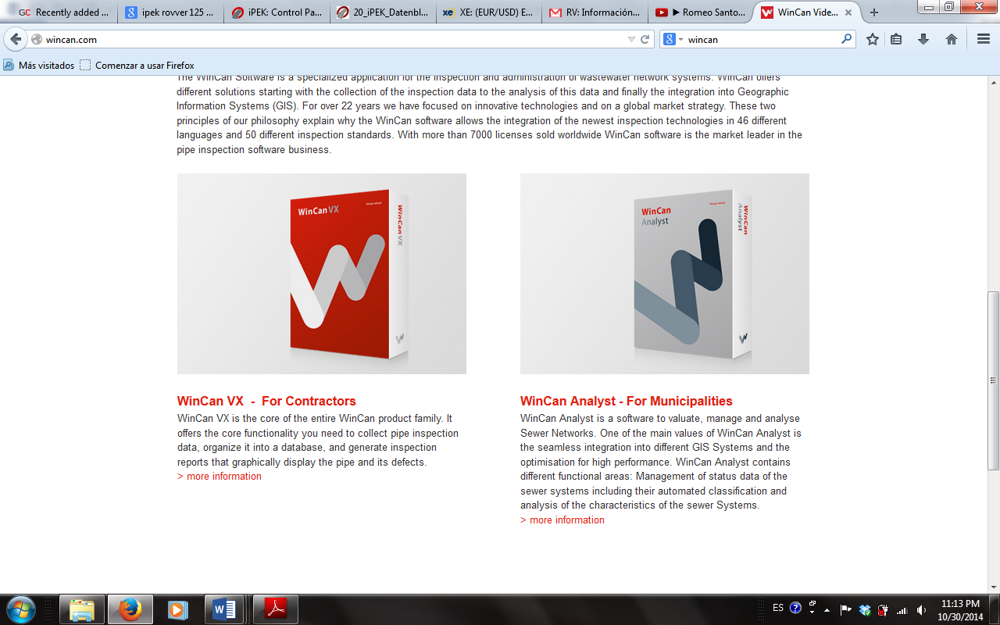 GC Recently added ...
ipek rovver 125 ...
iPEK: Control Pa...
20_iPEK_Datenbl...
xe XE: (EUR/USD) E...
RV: Información...
▶ Romeo Santo...
WinCan Vide...
wincan.com
wincan
Más visitados
Comenzar a usar Firefox
The WinCan Software is a specialized application for the inspection and administration of wastewater network systems. WinCan offers
different solutions starting with the collection of the inspection data to the analysis of this data and finally the integration into Geographic
Information Systems (GIS). For over 22 years we have focused on innovative technologies and on a global market strategy. These two
principles of our philosophy explain why the WinCan software allows the integration of the newest inspection technologies in 46 different
languages and 50 different inspection standards. With more than 7000 licenses sold worldwide WinCan software is the market leader in the
pipe inspection software business.
WinCan VX
Always ahead
WinCan VX
WinCan
Analyst
Always ahead
WinCan
Analyst
WinCan VX - For Contractors
WinCan VX is the core of the entire WinCan product family. It
offers the core functionality you need to collect pipe inspection
data, organize it into a database, and generate inspection
reports that graphically display the pipe and its defects.
> more information
WinCan Analyst - For Municipalities
WinCan Analyst is a software to valuate, manage and analyse
Sewer Networks. One of the main values of WinCan Analyst is
the seamless integration into different GIS Systems and the
optimisation for high performance. WinCan Analyst contains
different functional areas: Management of status data of the
sewer systems including their automated classification and
analysis of the characteristics of the sewer Systems.
> more information
ES
11:13 PM
10/30/2014